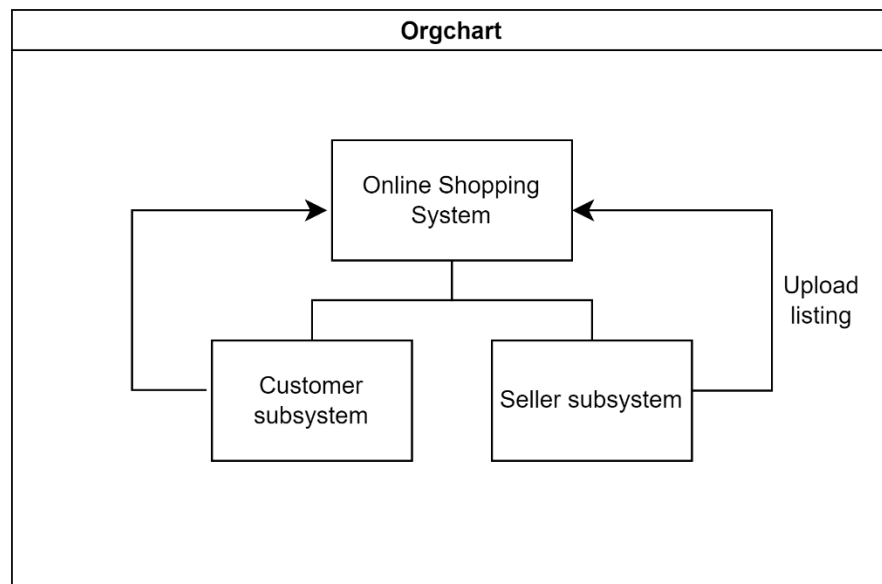 Orgchart
Online Shopping
System
Upload
listing
Customer
subsystem
Seller subsystem